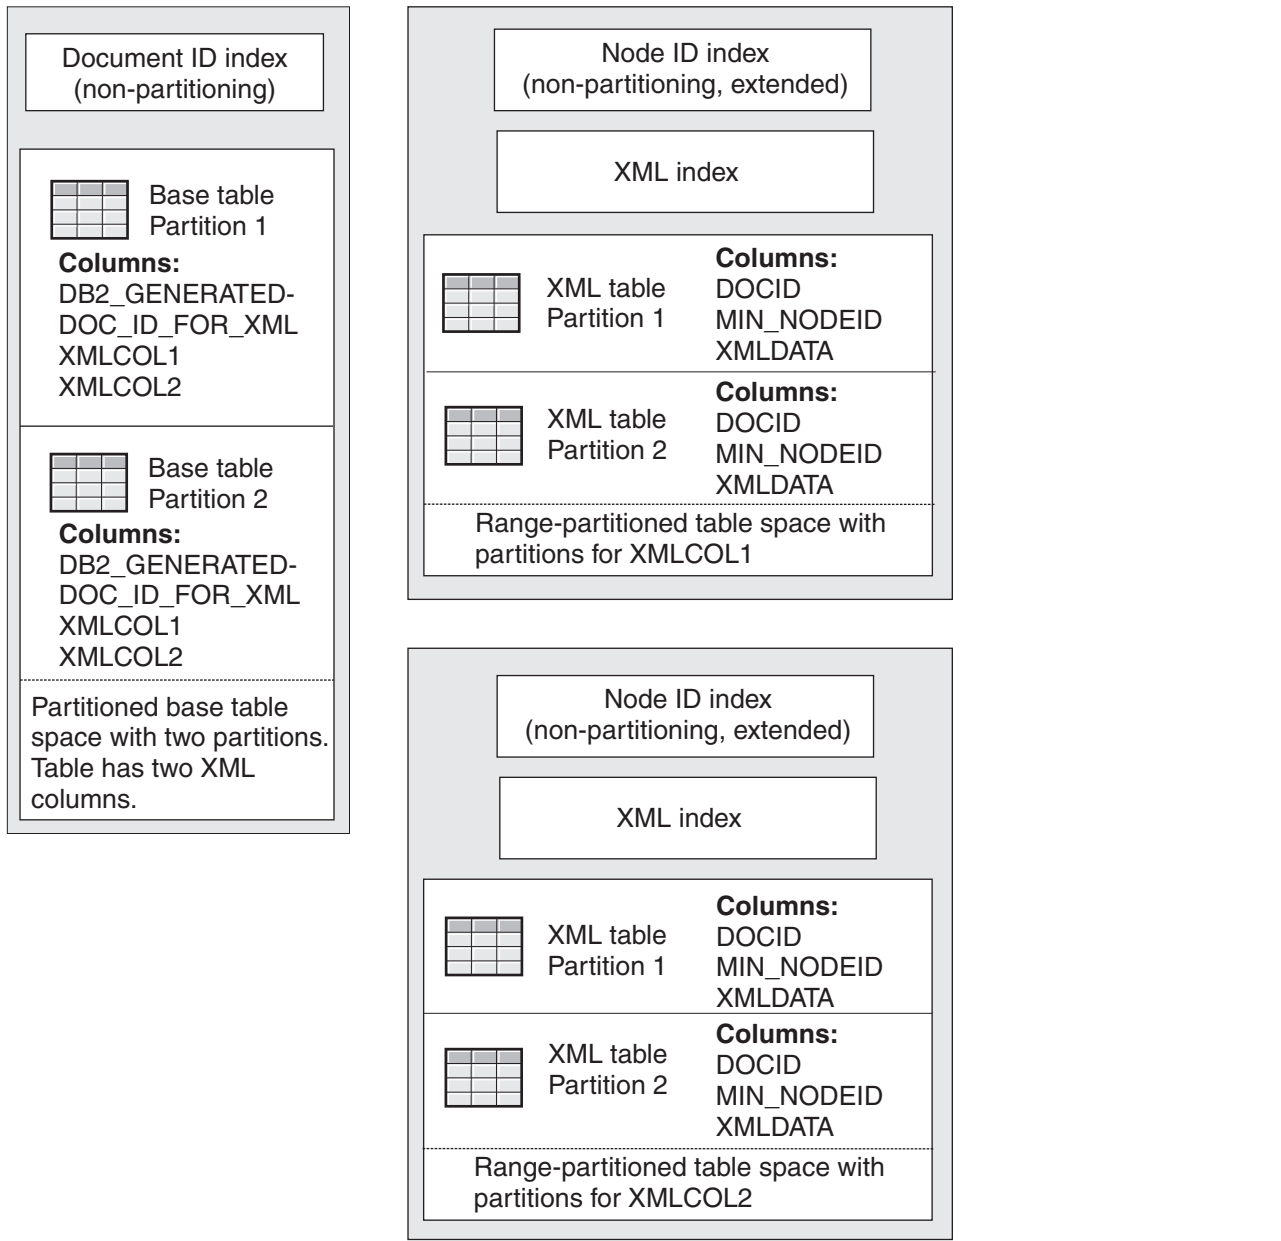 Document ID index
(non-partitioning)
Base table
Partition 1
Columns:
DB2_GENERATED-
DOC_ID_FOR_XML
XMLCOL1
XMLCOL2
Base table
Partition 2
Columns:
DB2_GENERATED-
DOC_ID_FOR_XML
XMLCOL1
XMLCOL2
Partitioned base table
space with two partitions.
Table has two XML
columns.
Node ID index
(non-partitioning, extended)
XML index
XML table
Partition 1
Columns:
DOCID
MIN_NODEID
XMLDATA
XML table
Partition 2
Columns:
DOCID
MIN_NODEID
XMLDATA
Range-partitioned table space with
partitions for XMLCOL1
Node ID index
(non-partitioning, extended)
XML index
XML table
Partition 1
Columns:
DOCID
MIN_NODEID
XMLDATA
XML table
Partition 2
Columns:
DOCID
MIN_NODEID
XMLDATA
Range-partitioned table space with
partitions for XMLCOL2